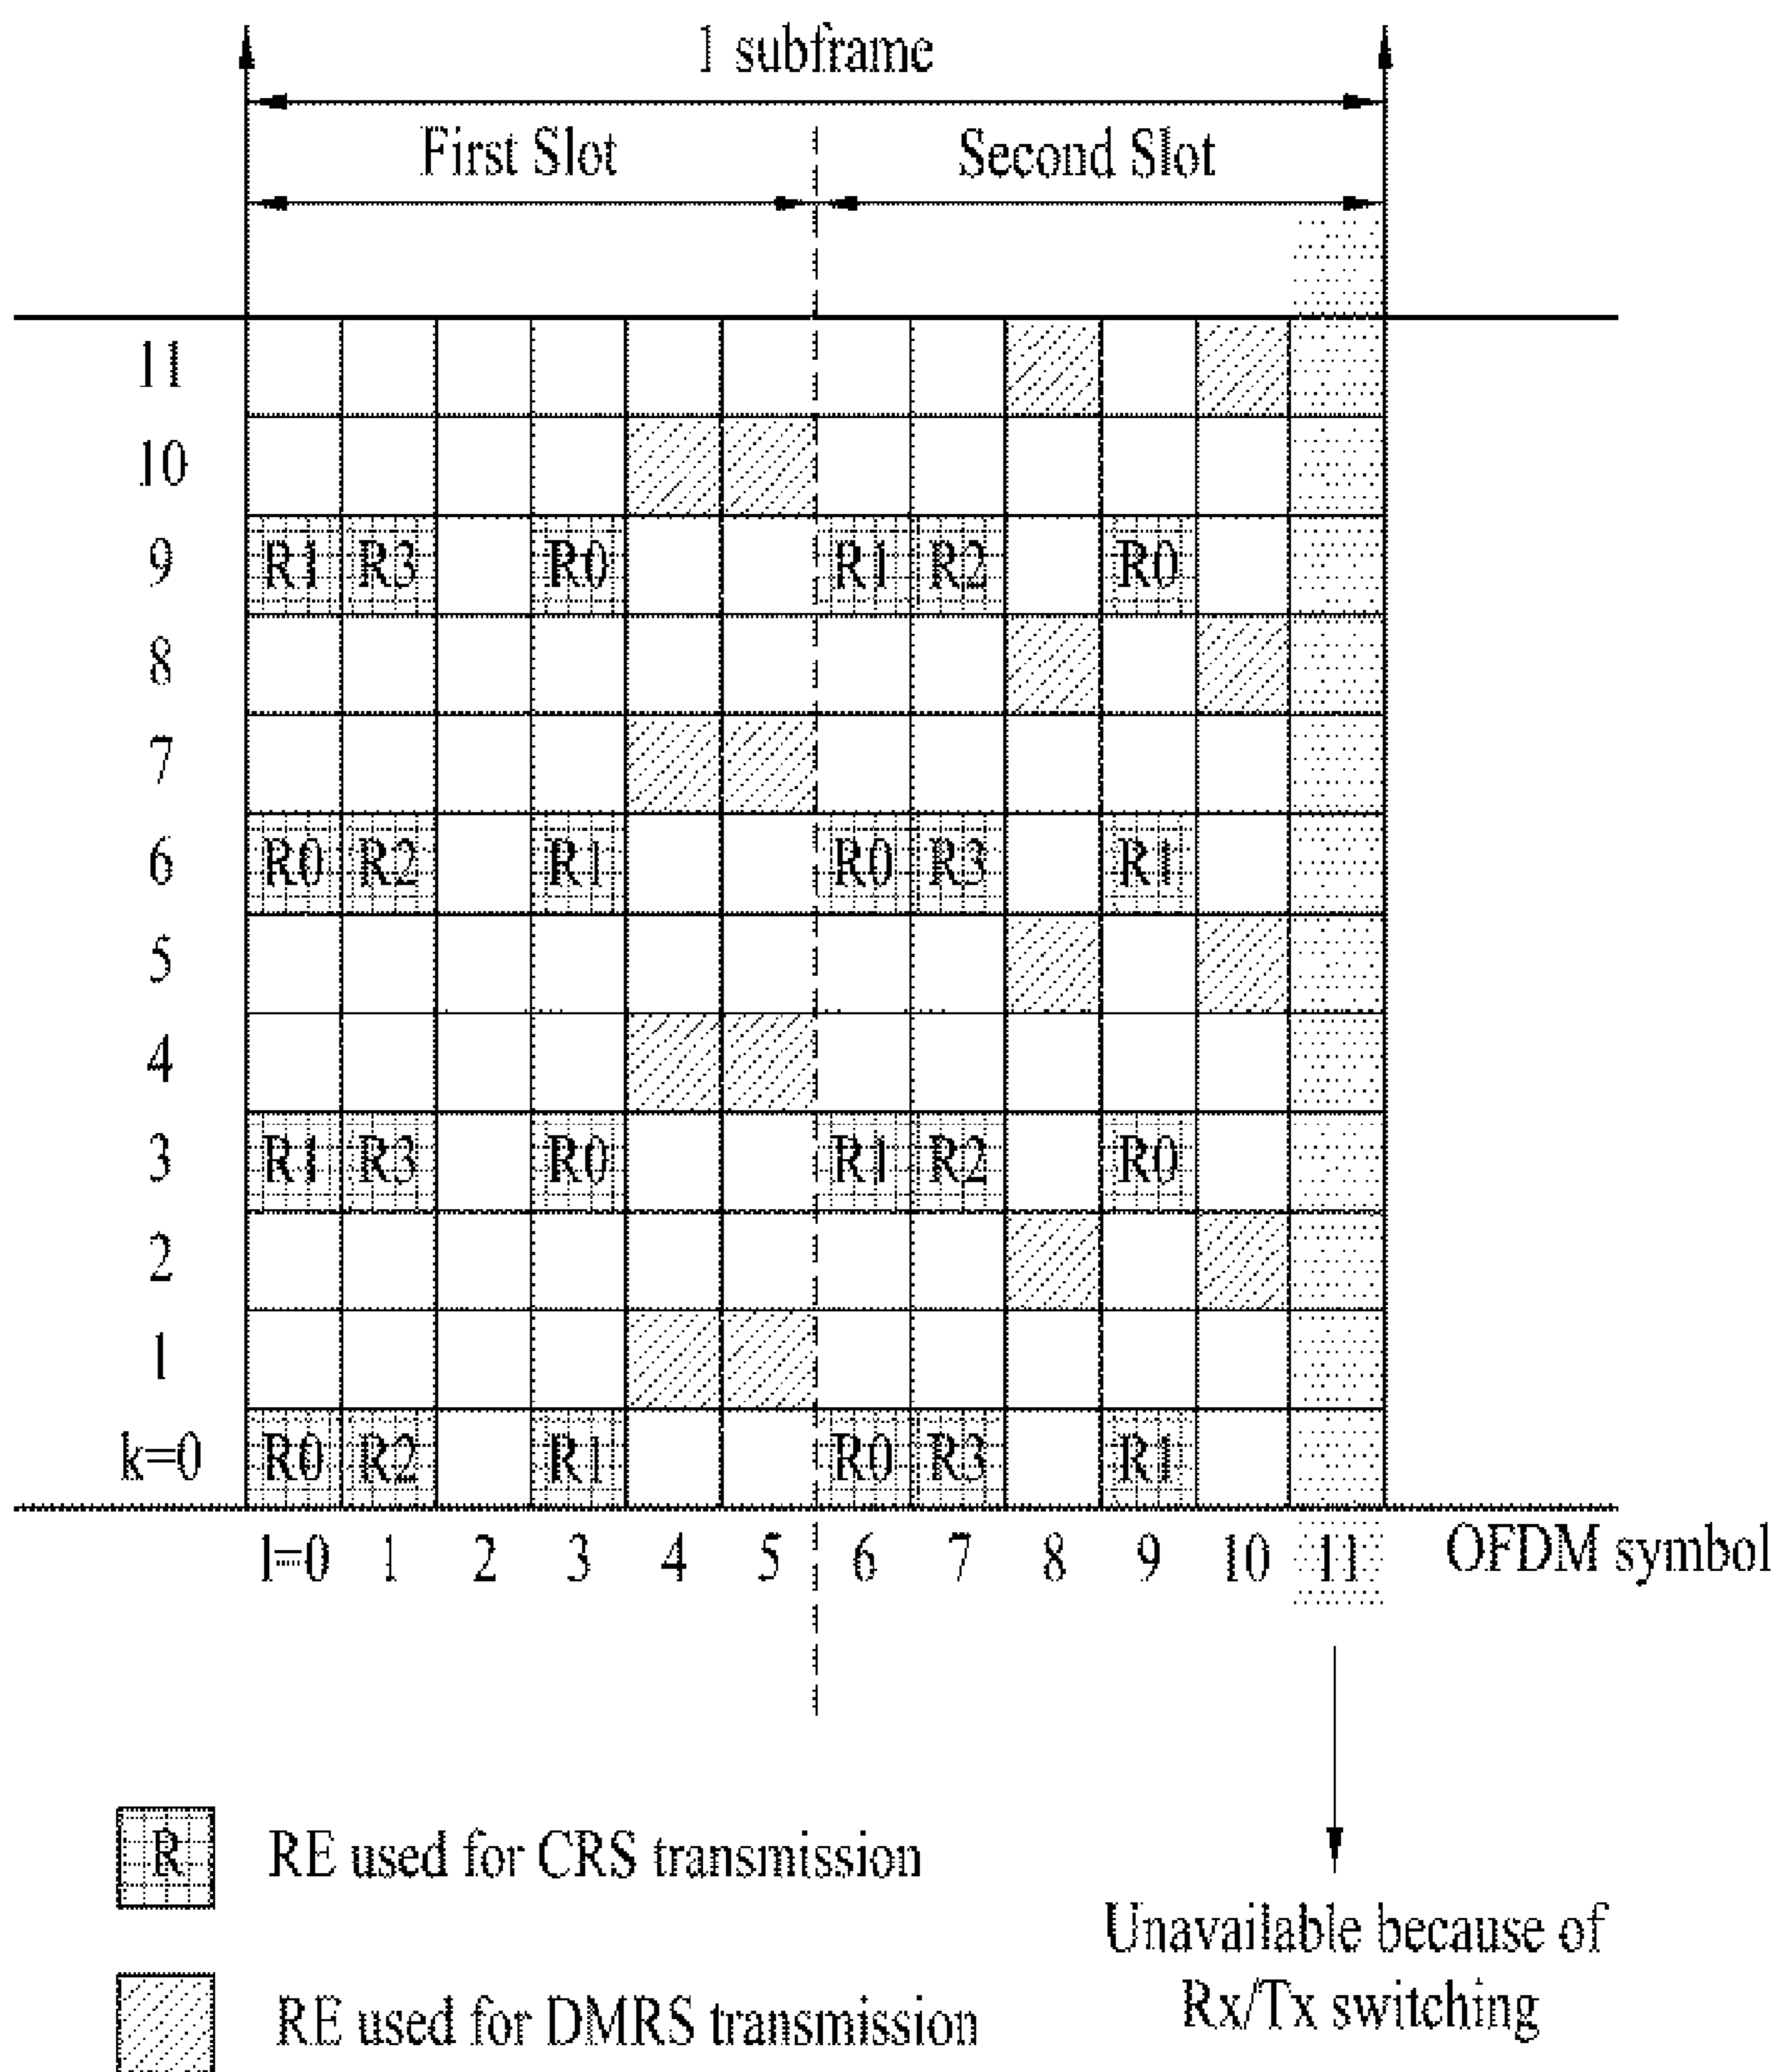 1 subframe
First Slot Second Slot
11
10
9 R1 R3 R0 R1 R2 R0
8
7
6 R0 R2 R1 R0 R3 R1
5
4
3 R1 R3 R0 R1 R2 R0
2
1
k=0 R0 R2 R1 R0 R3 R1
l=0 1 2 3 4 5 6 7 8 9 10 11 OFDM symbol
R RE used for CRS transmission
RE used for DMRS transmission
Unavailable because of
Rx/Tx switching